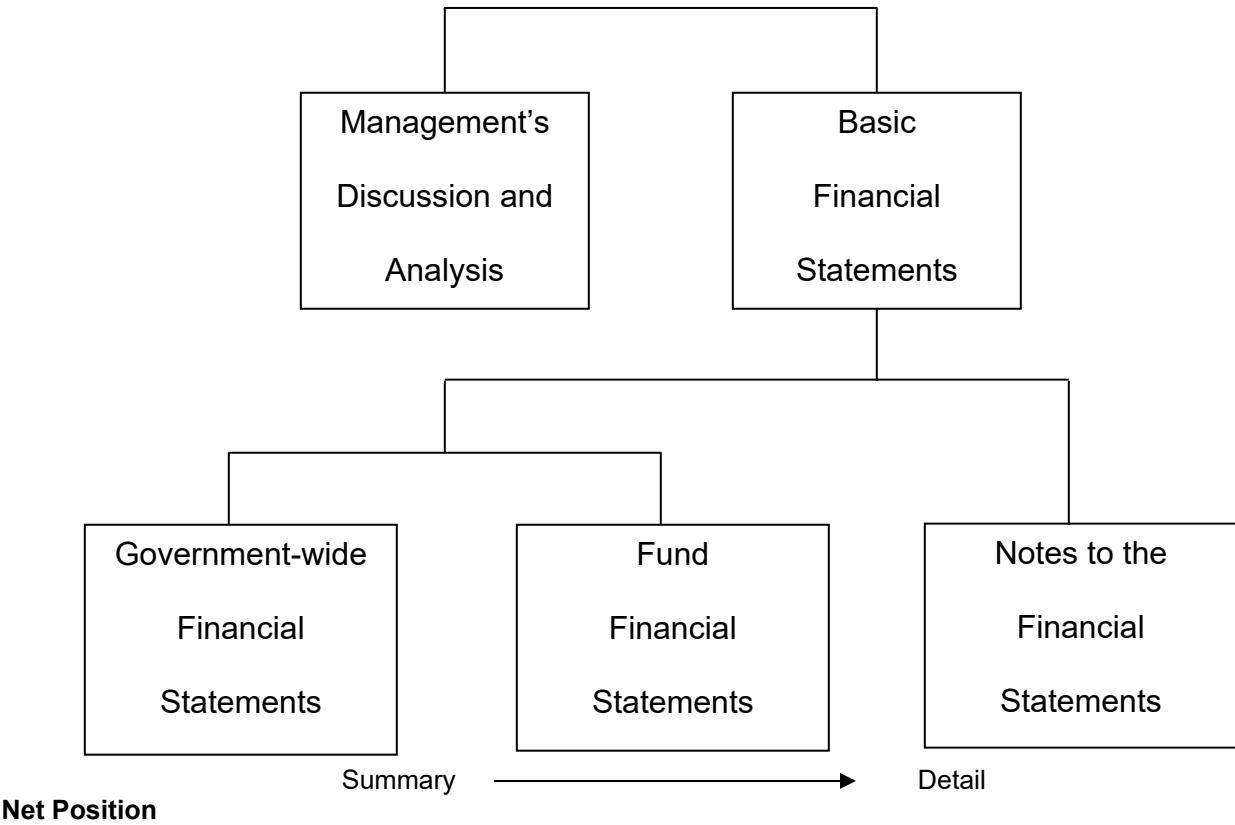 Management’s
Discussion and
Analysis
Basic
Financial
Statements
Government-wide
Financial
Statements
Fund
Financial
Statements
Notes to the
Financial
Statements
Summary
Detail
Net Position